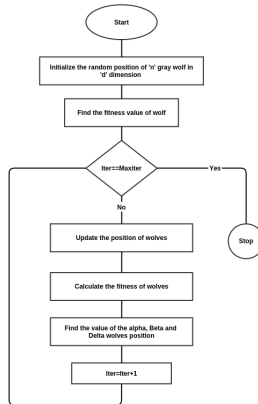 Start
Initialize the random position of 'n' gray wolf in
'd' dimension
Find the fitness value of wolf
Iter==Maxiter
Yes
No
Update the position of wolves
Stop
Calculate the fitness of wolves
Find the value of the alpha, Beta and
Delta wolves position
Iter=Iter+1